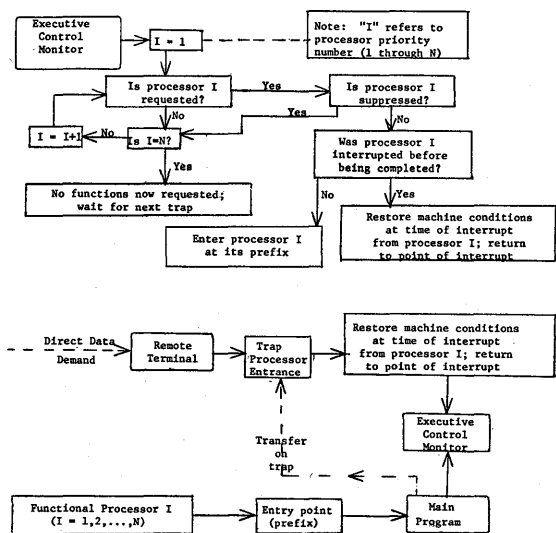 Executive
Control
Monitor
I = 1
Note: "I" refers to
processor priority
number (1 through N)
Is processor I
requested?
Yes
Is processor I
suppressed?
Yes
No
No
I = I+1
No
Is I=N?
Was processor I
interrupted before
being completed?
Yes
No functions now requested;
wait for next trap
No
Yes
Enter processor I
at its prefix
Restore machine conditions
at time of interrupt
from processor I; return
to point of interrupt
Direct Data
Demand
Remote
Terminal
Trap
Processor
Entrance
Restore machine conditions
at time of interrupt
from processor I; return
to point of interrupt
Executive
Control
Monitor
Transfer
on
trap
Functional Processor I
(I = 1,2,...,N)
Entry point
(prefix)
Main
Program